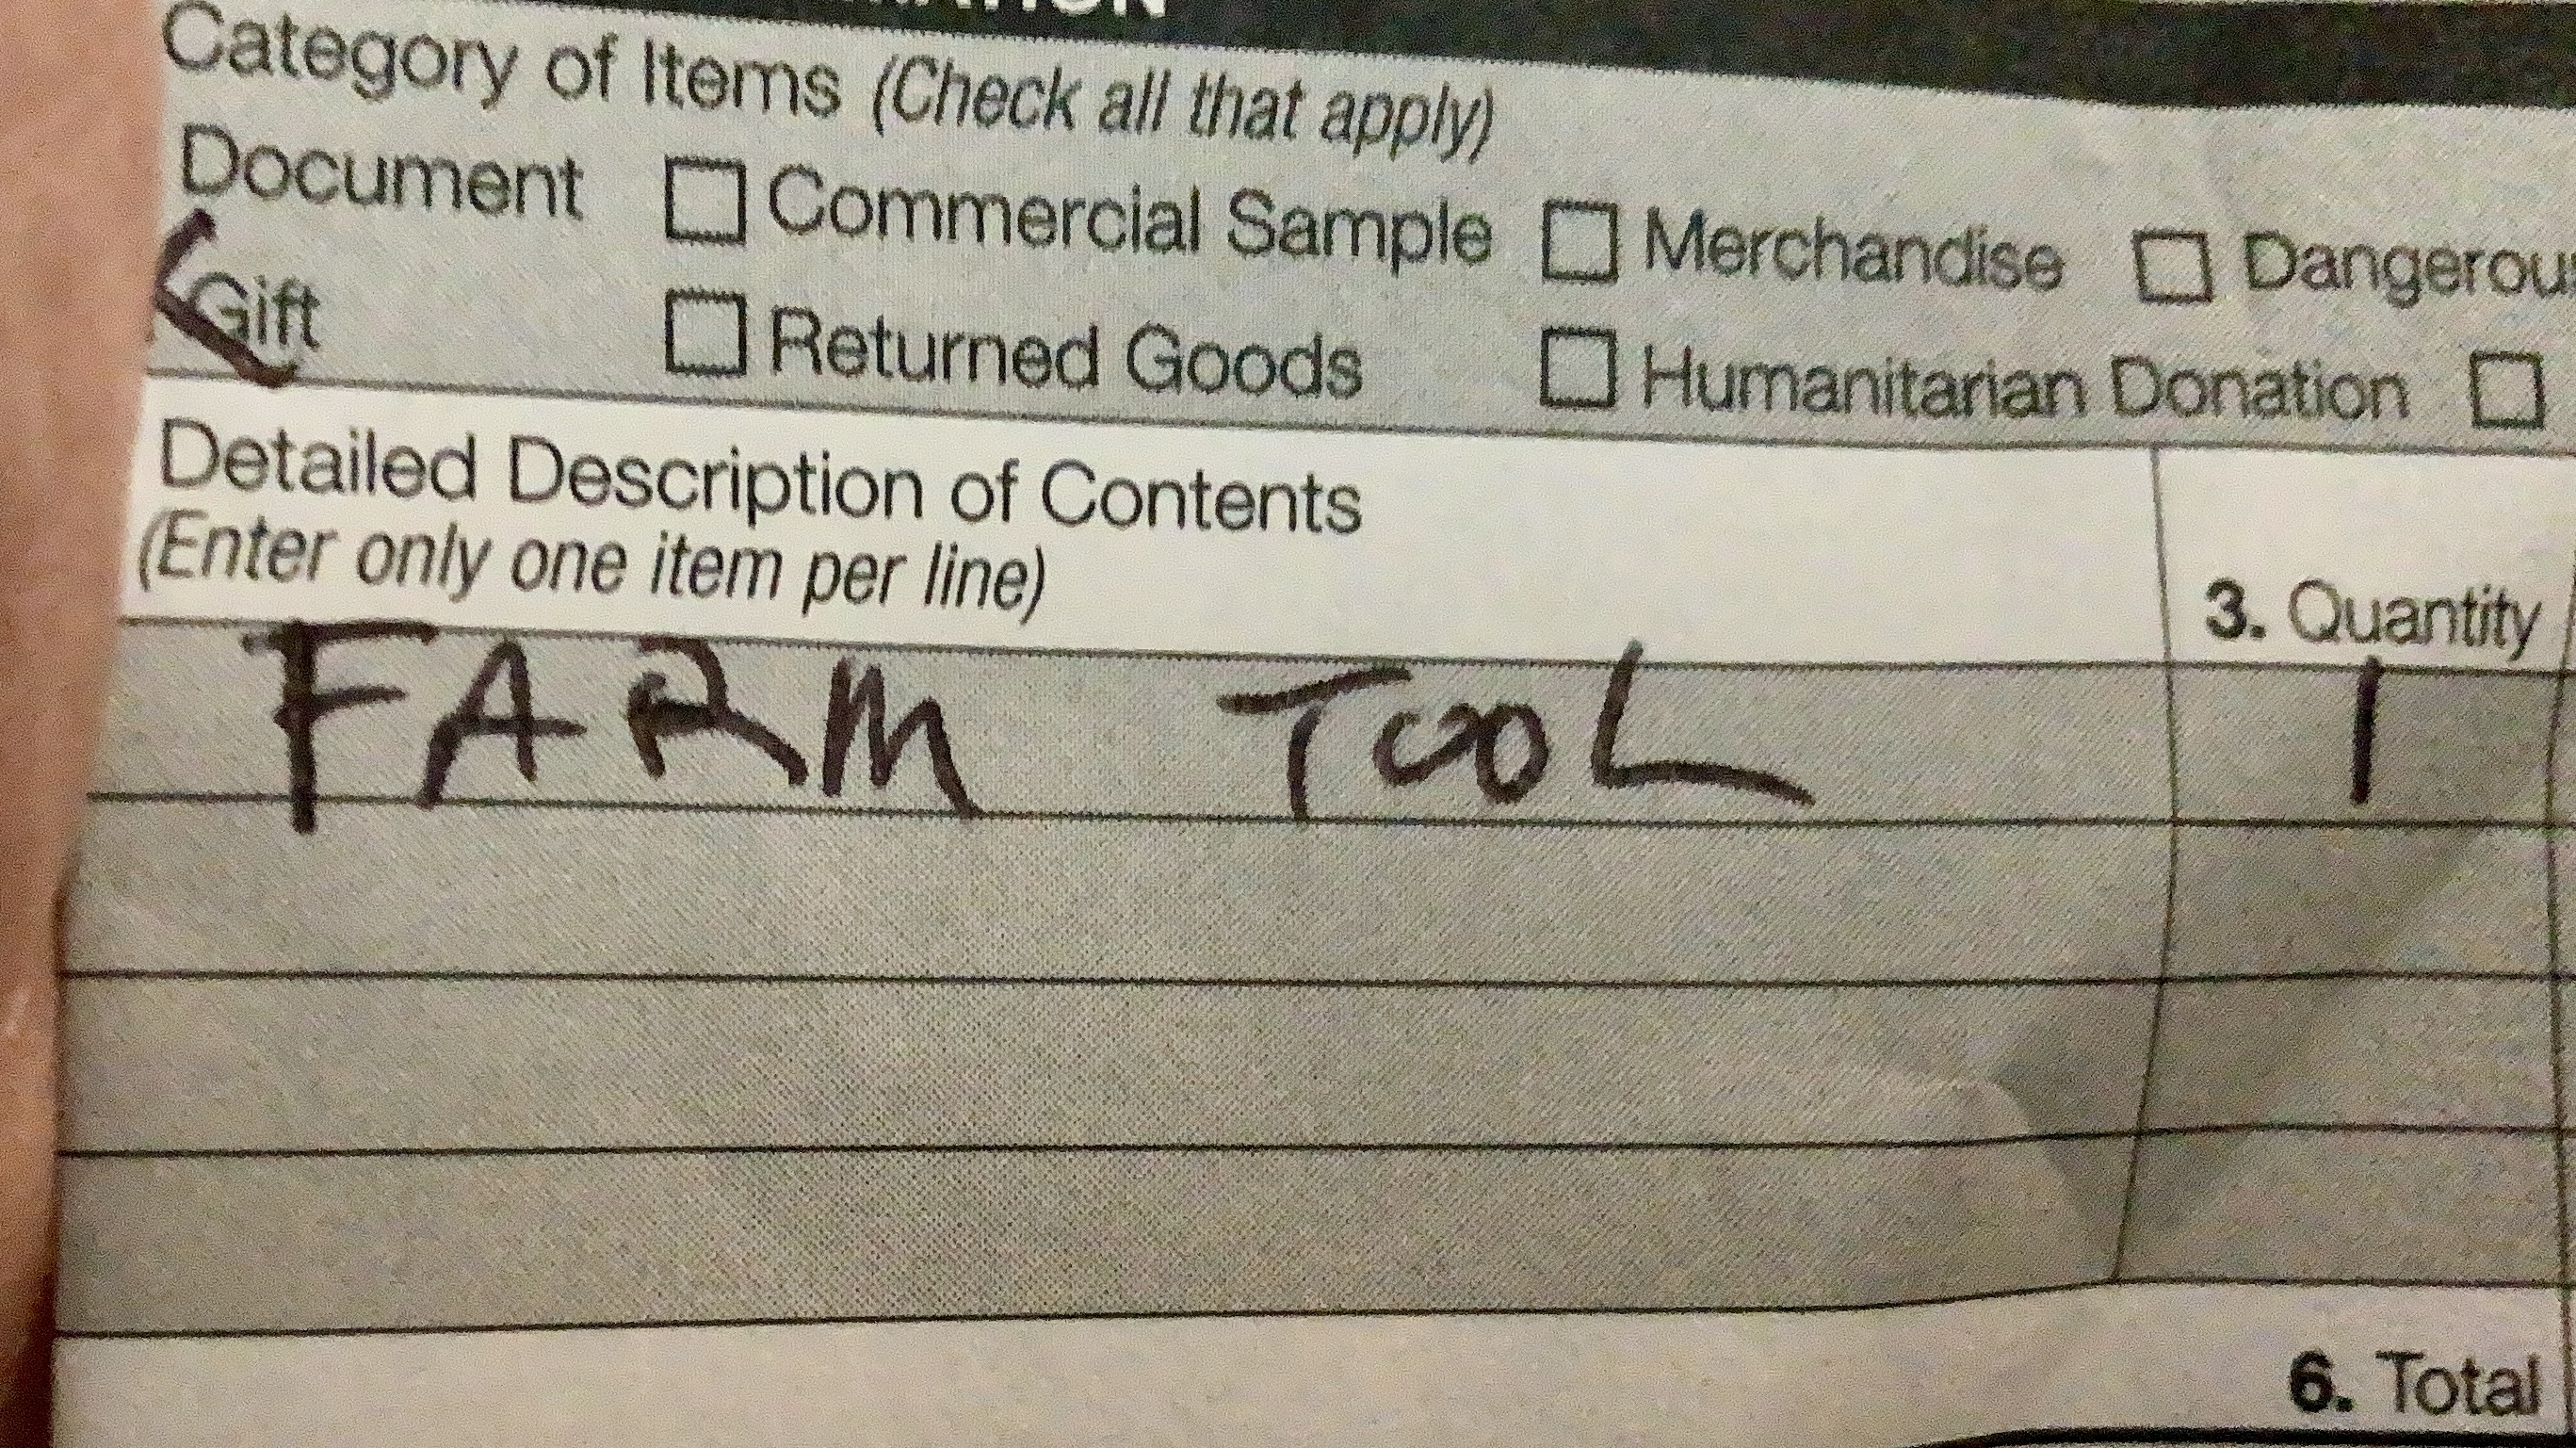 Category of Items (Check all that apply)
Document Commercial Sample Merchandise
Gift Returned Goods Humanitarian Donation
Detailed Description of Contents
(Enter only one item per line)
3. Quantity
FARM TOOL 1
6. Total